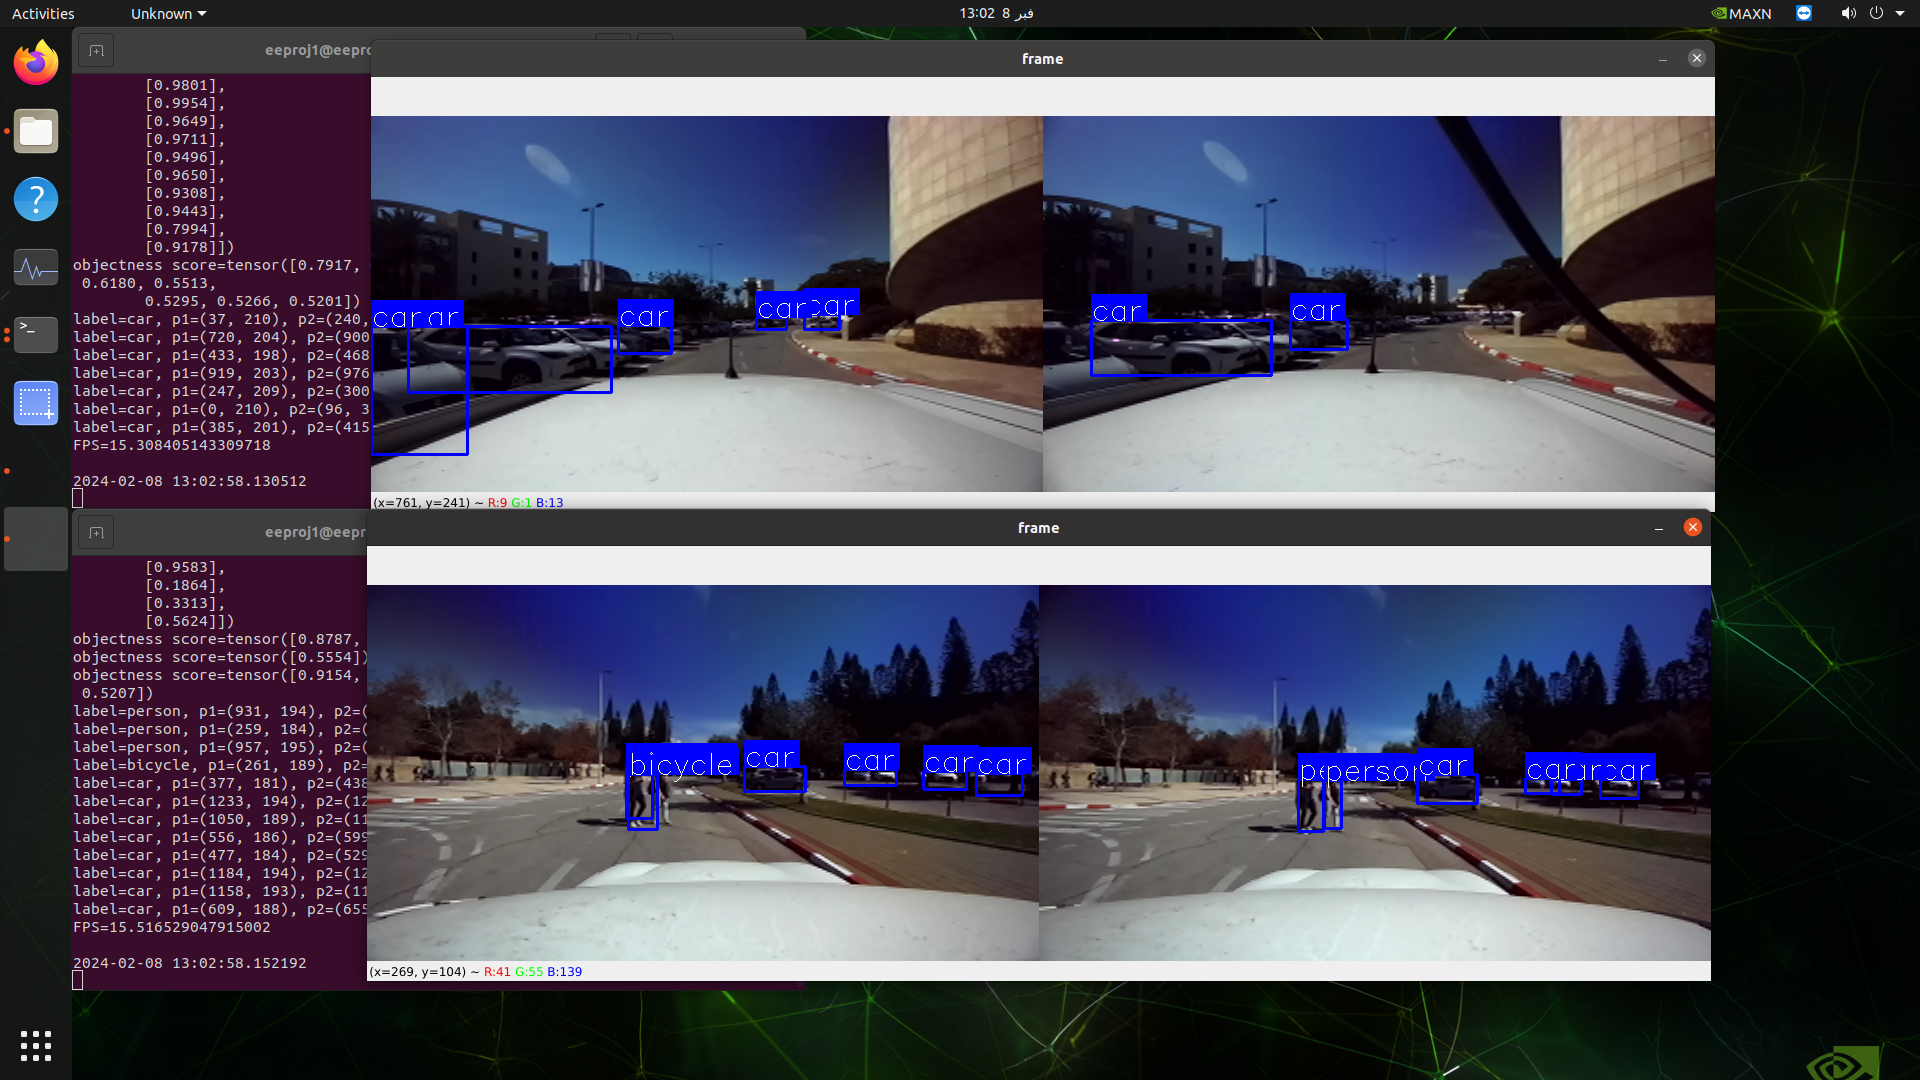 Activities
Unknown
13:02 8 فبر
MAXN
eeproj1@eepro
[0.9801],
[0.9954],
[0.9649],
[0.9711],
[0.9496],
[0.9650],
[0.9308],
[0.9443],
[0.7994],
[0.9178]])
objectness score=tensor([0.7917,
0.6180, 0.5513,
0.5295, 0.5266, 0.5201])
label=car, p1=(37, 210), p2=(240,
label=car, p1=(720, 204), p2=(900
label=car, p1=(433, 198), p2=(468
label=car, p1=(919, 203), p2=(976
label=car, p1=(247, 209), p2=(300
label=car, p1=(0, 210), p2=(96, 3
label=car, p1=(385, 201), p2=(415
FPS=15.308405143309718
2024-02-08 13:02:58.130512
frame
car ar
car
car car
car
car
(x=761, y=241) ~ R:9 G:1 B:13
eeproj1@eepr
[0.9583],
[0.1864],
[0.3313],
[0.5624]])
objectness score=tensor([0.8787,
objectness score=tensor([0.5554])
objectness score=tensor([0.9154,
0.5207])
label=person, p1=(931, 194), p2=(
label=person, p1=(259, 184), p2=(
label=person, p1=(957, 195), p2=(
label=bicycle, p1=(261, 189), p2=
label=car, p1=(377, 181), p2=(438
label=car, p1=(1233, 194), p2=(12
label=car, p1=(1050, 189), p2=(11
label=car, p1=(556, 186), p2=(599
label=car, p1=(477, 184), p2=(529
label=car, p1=(1184, 194), p2=(12
label=car, p1=(1158, 193), p2=(11
label=car, p1=(609, 188), p2=(655
FPS=15.516529047915002
2024-02-08 13:02:58.152192
frame
bicycle
car
car
car
car
pe person
car
car ar car
(x=269, y=104) ~ R:41 G:55 B:139